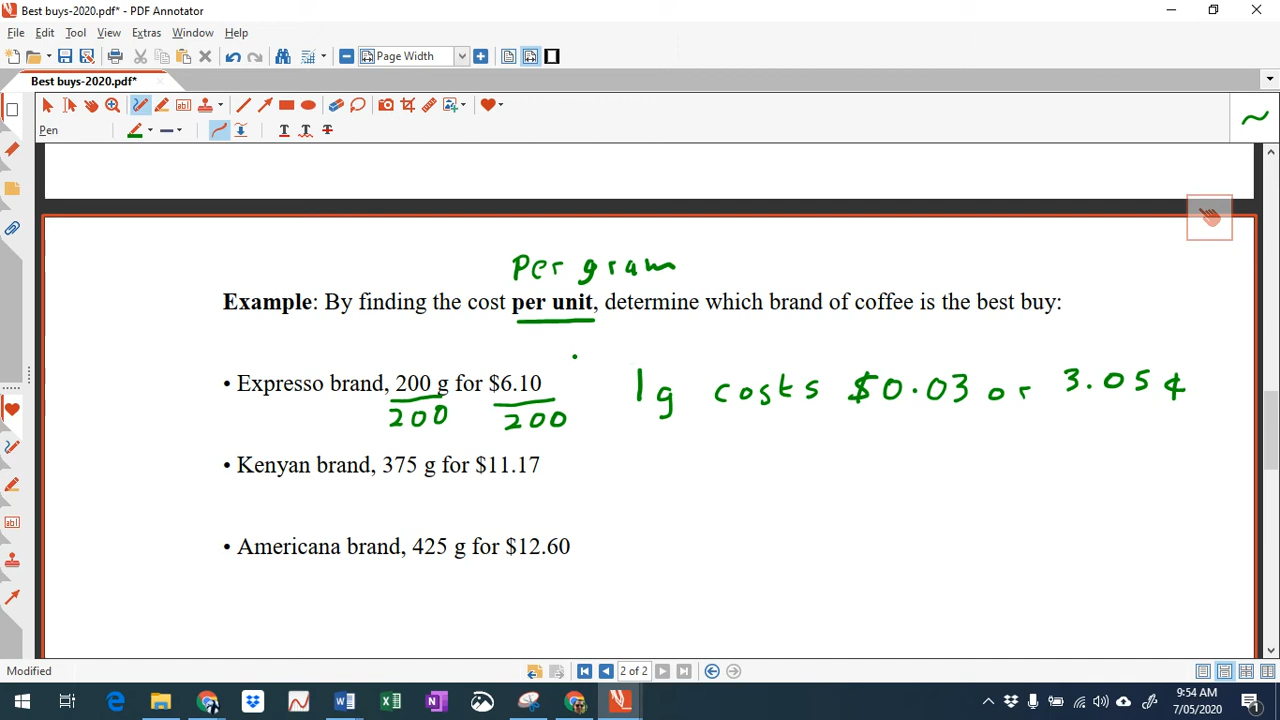 Best buys-2020.pdf* - PDF Annotator
File Edit Tool View Extras Window Help
Page Width
Best buys-2020.pdf*
Pen
Per gram
Example: By finding the cost per unit, determine which brand of coffee is the best buy:
• Expresso brand, 200 g for $6.10 1g costs $0.03 or 3.05¢
200 200
• Kenyan brand, 375 g for $11.17
• Americana brand, 425 g for $12.60
Modified 2 of 2
9:54 AM
7/05/2020